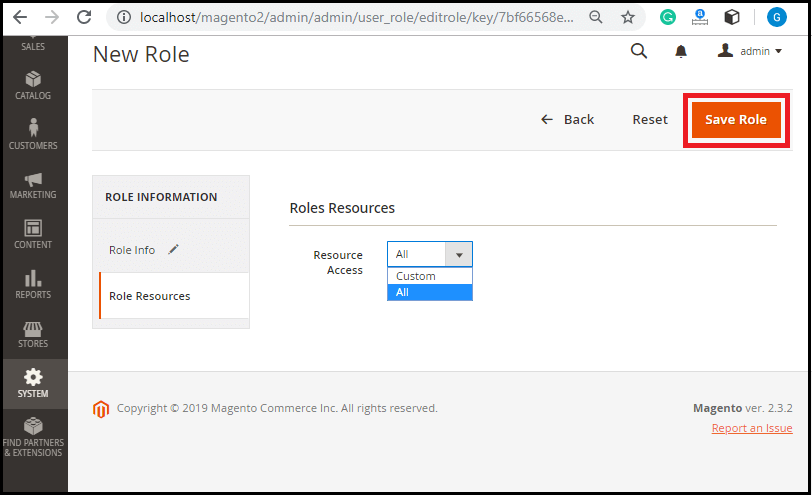 localhost/magento2/admin/admin/user_role/editrole/key/7bf66568e...
G
G
SALES
CATALOG
CUSTOMERS
MARKETING
CONTENT
REPORTS
STORES
SYSTEM
FIND PARTNERS
& EXTENSIONS
New Role
admin
Back
Reset
Save Role
ROLE INFORMATION
Role Info
Role Resources
Roles Resources
Resource
Access
All
Custom
All
Copyright © 2019 Magento Commerce Inc. All rights reserved.
Magento ver. 2.3.2
Report an Issue